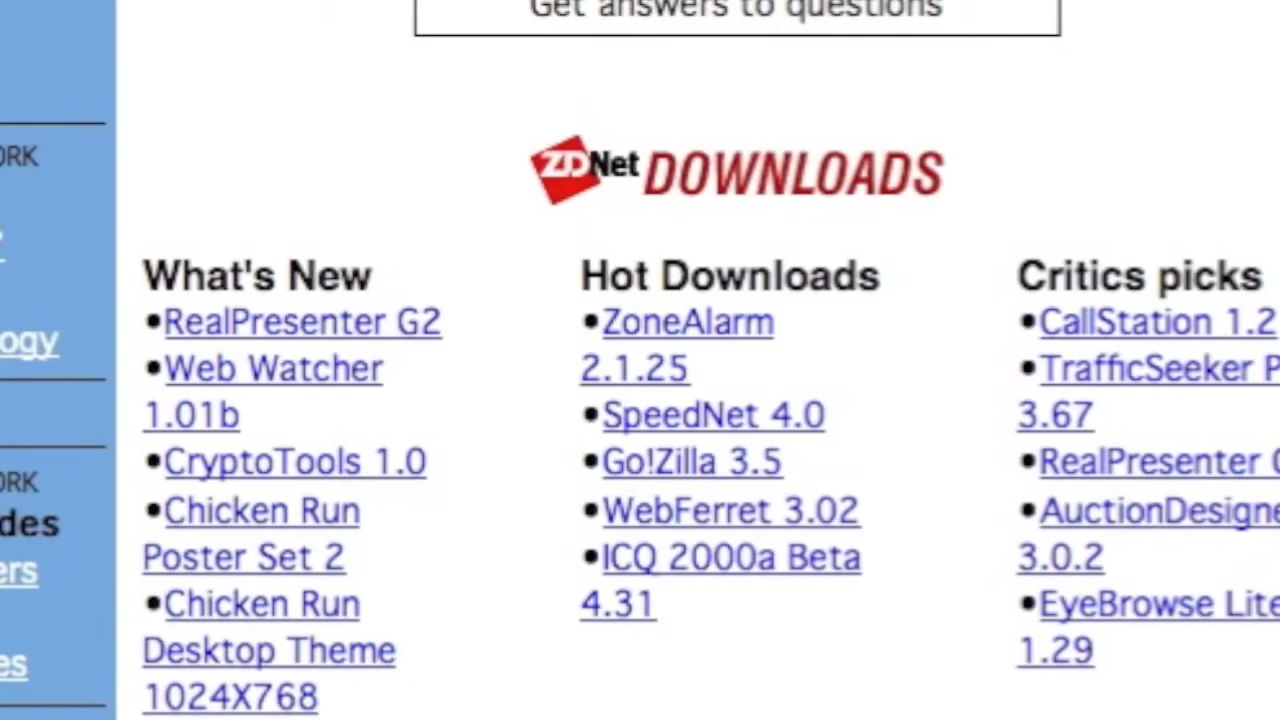 Get answers to questions
ORK
ogy
ORK
des
ers
es
ZDNet DOWNLOADS
What's New
•RealPresenter G2
•Web Watcher
1.01b
•CryptoTools 1.0
•Chicken Run
Poster Set 2
•Chicken Run
Desktop Theme
1024X768
Hot Downloads
•ZoneAlarm
2.1.25
•SpeedNet 4.0
•Go!Zilla 3.5
•WebFerret 3.02
•ICQ 2000a Beta
4.31
Critics picks
•CallStation 1.2
•TrafficSeeker P
3.67
•RealPresenter
•AuctionDesigne
3.0.2
•EyeBrowse Lite
1.29